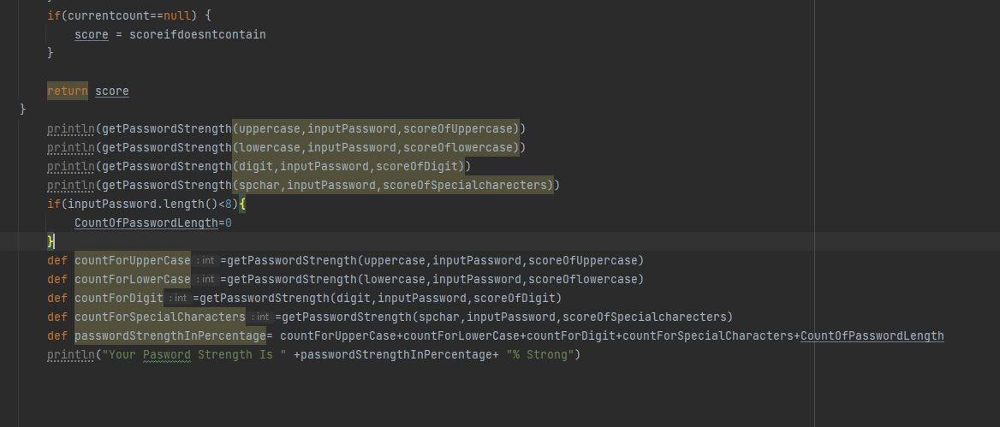 if(currentcount==null) {
score = scoreifdoesntcontain
}
return score
}
println(getPasswordStrength(uppercase,inputPassword,scoreOfUppercase))
println(getPasswordStrength(lowercase,inputPassword,scoreOflowercase))
println(getPasswordStrength(digit,inputPassword,scoreOfDigit))
println(getPasswordStrength(spchar,inputPassword,scoreOfSpecialcharecters))
if(inputPassword.length()<8){
CountOfPasswordLength=0
}
def countForUpperCase : int =getPasswordStrength(uppercase,inputPassword,scoreOfUppercase)
def countForLowerCase : int =getPasswordStrength(lowercase,inputPassword,scoreOflowercase)
def countForDigit : int =getPasswordStrength(digit,inputPassword,scoreOfDigit)
def countForSpecialCharacters : int =getPasswordStrength(spchar,inputPassword,scoreOfSpecialcharecters)
def passwordStrengthInPercentage= countForUpperCase+countForLowerCase+countForDigit+countForSpecialCharacters+CountOfPasswordLength
println("Your Pasword Strength Is " +passwordStrengthInPercentage+ "% Strong")